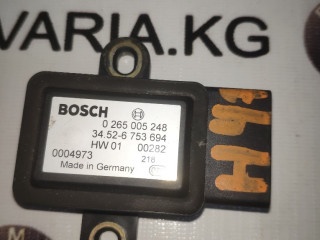 VARIA.KG
BOSCH
0 265 005 248
34.52-6 753 694
HW 01 00282
0004973 218
Made in Germany
M